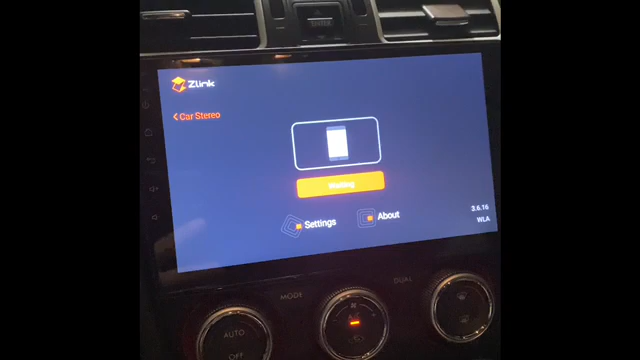 Zlink
Car Stereo
Waiting
Settings
About
3.6.16
WLA
MODE
DUAL
AUTO
OFF
A/C